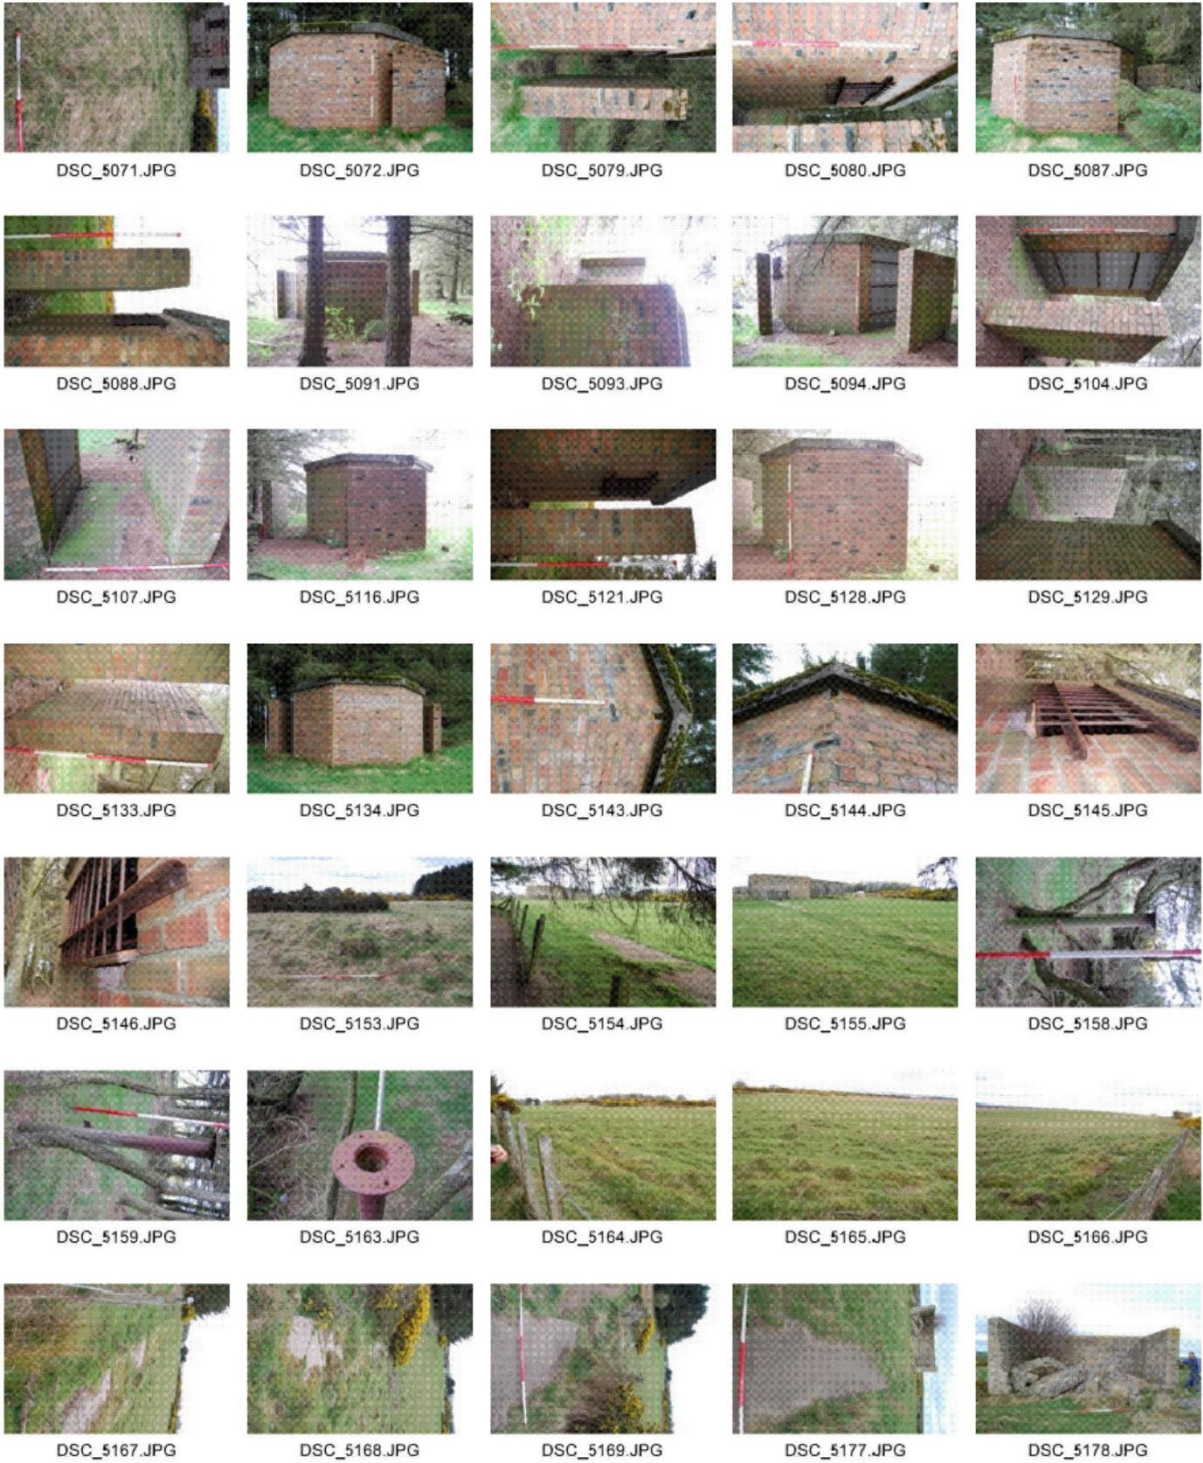 DSC_5071.JPG DSC_5072.JPG DSC_5079.JPG DSC_5080.JPG DSC_5087.JPG
DSC_5088.JPG DSC_5091.JPG DSC_5093.JPG DSC_5094.JPG DSC_5104.JPG
DSC_5107.JPG DSC_5116.JPG DSC_5121.JPG DSC_5128.JPG DSC_5129.JPG
DSC_5133.JPG DSC_5134.JPG DSC_5143.JPG DSC_5144.JPG DSC_5145.JPG
DSC_5146.JPG DSC_5153.JPG DSC_5154.JPG DSC_5155.JPG DSC_5158.JPG
DSC_5159.JPG DSC_5163.JPG DSC_5164.JPG DSC_5165.JPG DSC_5166.JPG
DSC_5167.JPG DSC_5168.JPG DSC_5169.JPG DSC_5177.JPG DSC_5178.JPG